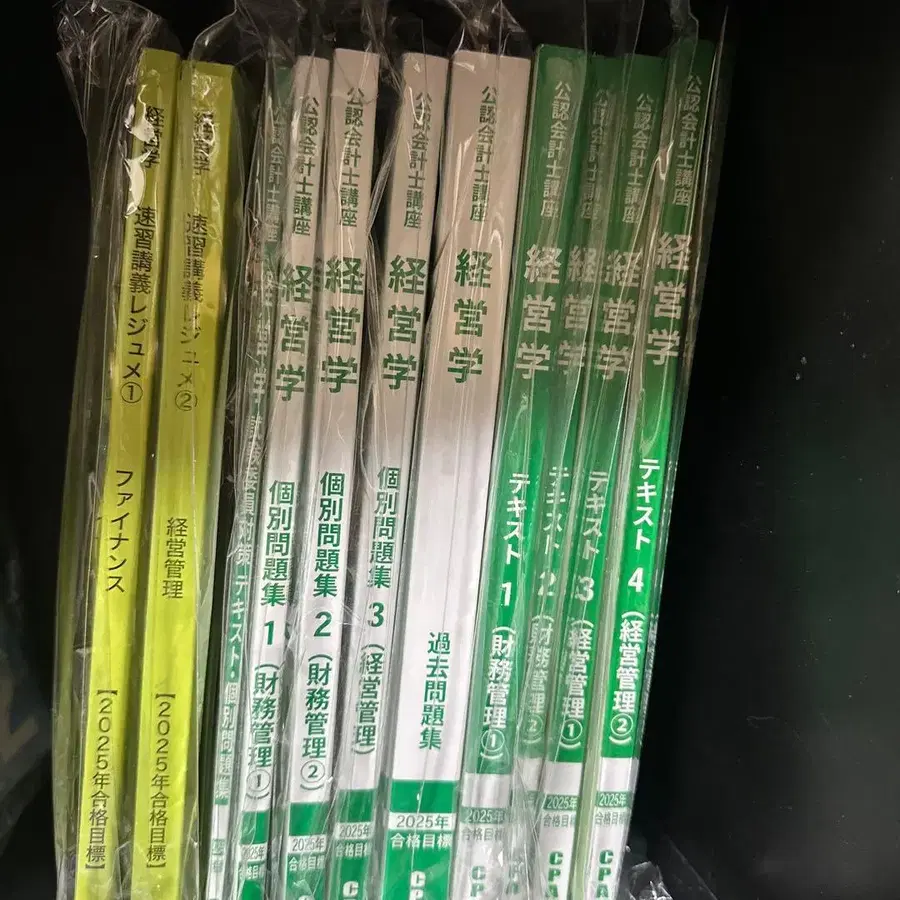 経営学 速習講義レジュメ① ファイナンス 【2025年合格目標】
経営学 速習講義レジュメ② 経営管理 【2025年合格目標】
公認会計士講座 経営学 対策テキスト・個別問題集
公認会計士講座 経営学 個別問題集 1 (財務管理①) 2025年 合格目標
公認会計士講座 経営学 個別問題集 2 (財務管理②) 2025年 合格目標
公認会計士講座 経営学 個別問題集 3 (経営管理) 2025年 合格目標
公認会計士講座 経営学 過去問題集 2025年 合格目標 CPA
公認会計士講座 経営学 テキスト 1 (財務管理①) 2025年 合格目標 CPA
公認会計士講座 経営学 テキスト 2 (財務管理②)
公認会計士講座 経営学 テキスト 3 (経営管理①) 2025年 合格目標 CPA
公認会計士講座 経営学 テキスト 4 (経営管理②) 2025年 合格目標 CPA